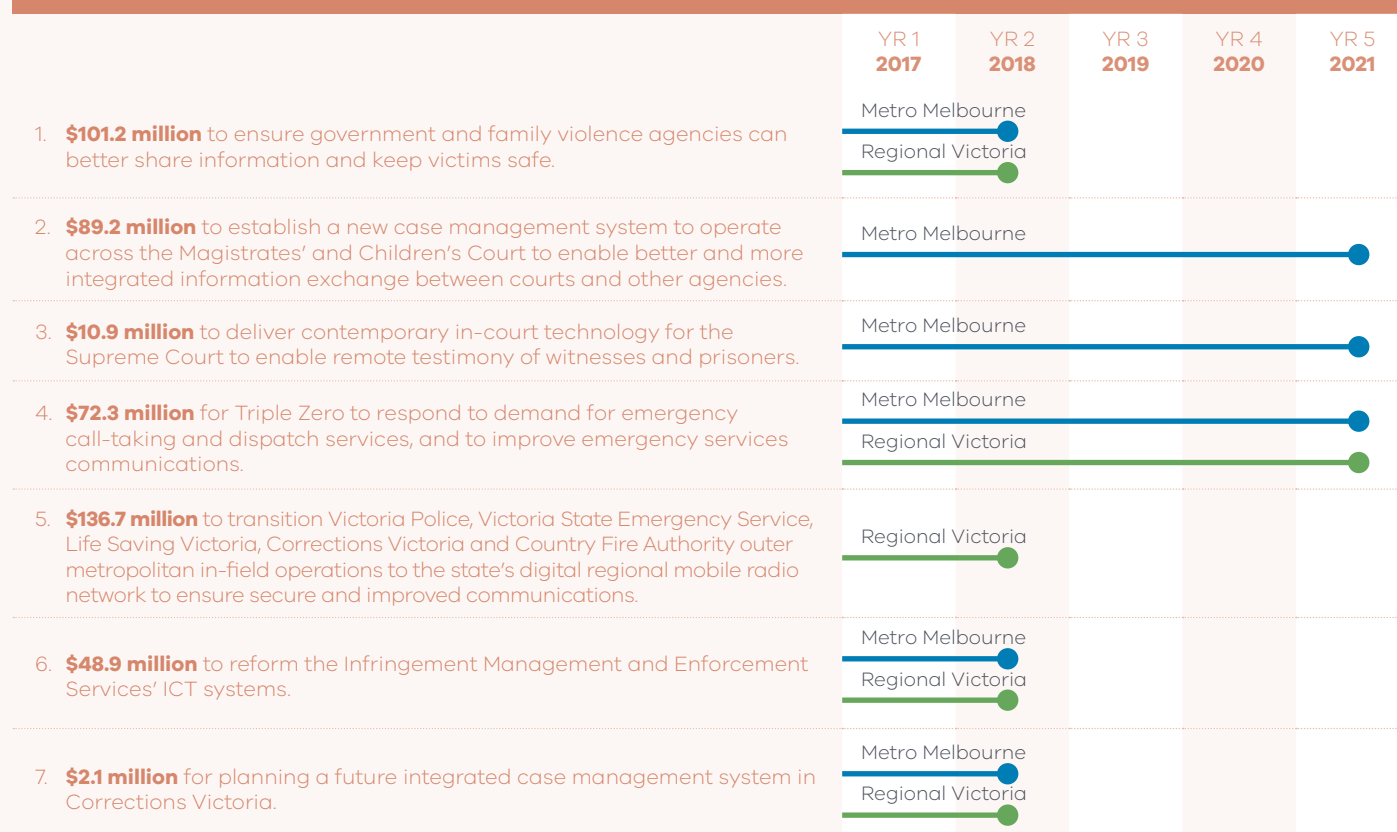 YR 1 YR 2 YR 3 YR 4 YR 5
2017 2018 2019 2020 2021
1. $101.2 million to ensure government and family violence agencies can
better share information and keep victims safe.
Metro Melbourne
Regional Victoria
2. $89.2 million to establish a new case management system to operate
across the Magistrates’ and Children’s Court to enable better and more
integrated information exchange between courts and other agencies.
Metro Melbourne
3. $10.9 million to deliver contemporary in-court technology for the
Supreme Court to enable remote testimony of witnesses and prisoners.
Metro Melbourne
4. $72.3 million for Triple Zero to respond to demand for emergency
call-taking and dispatch services, and to improve emergency services
communications.
Metro Melbourne
Regional Victoria
5. $136.7 million to transition Victoria Police, Victoria State Emergency Service,
Life Saving Victoria, Corrections Victoria and Country Fire Authority outer
metropolitan in-field operations to the state’s digital regional mobile radio
network to ensure secure and improved communications.
Regional Victoria
6. $48.9 million to reform the Infringement Management and Enforcement
Services’ ICT systems.
Metro Melbourne
Regional Victoria
7. $2.1 million for planning a future integrated case management system in
Corrections Victoria.
Metro Melbourne
Regional Victoria